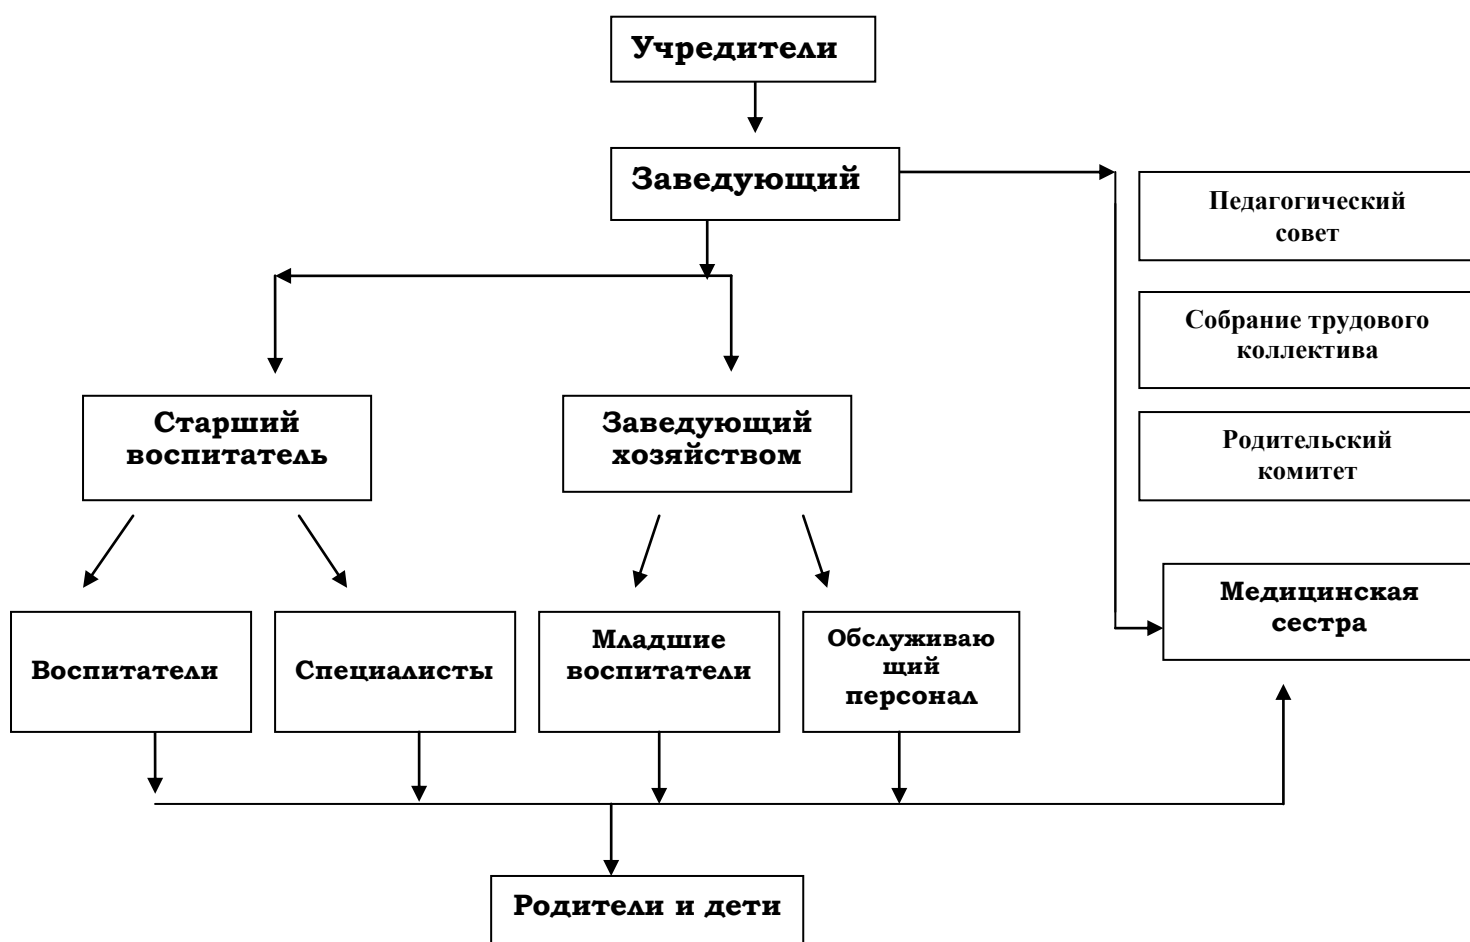 Учредители
Заведующий
Педагогический
совет
Собрание трудового
коллектива
Старший
воспитатель
Заведующий
хозяйством
Родительский
комитет
Медицинская
сестра
Воспитатели
Специалисты
Младшие
воспитатели
Обслуживаю
щий
персонал
Родители и дети